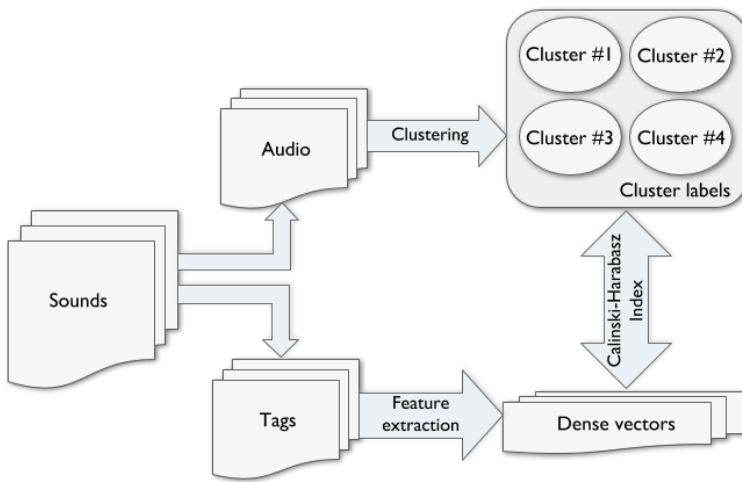 Cluster #1
Cluster #2
Cluster #3
Cluster #4
Cluster labels
Audio
Clustering
Sounds
Calinski-Harabasz
Index
Tags
Feature
extraction
Dense vectors